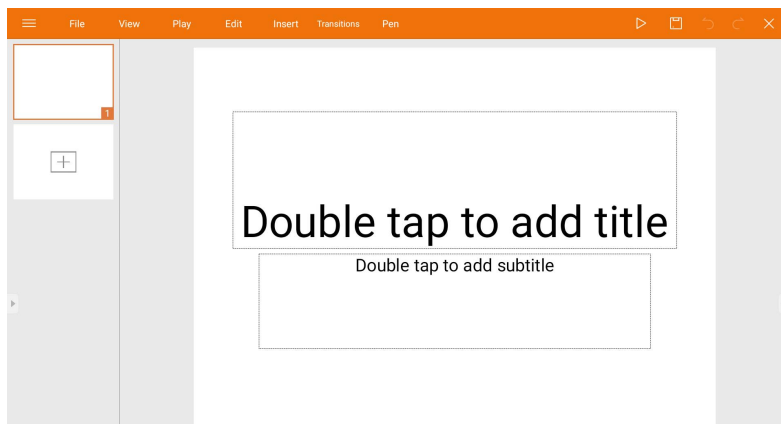 File View Play Edit Insert Transitions Pen
1
Double tap to add title
Double tap to add subtitle